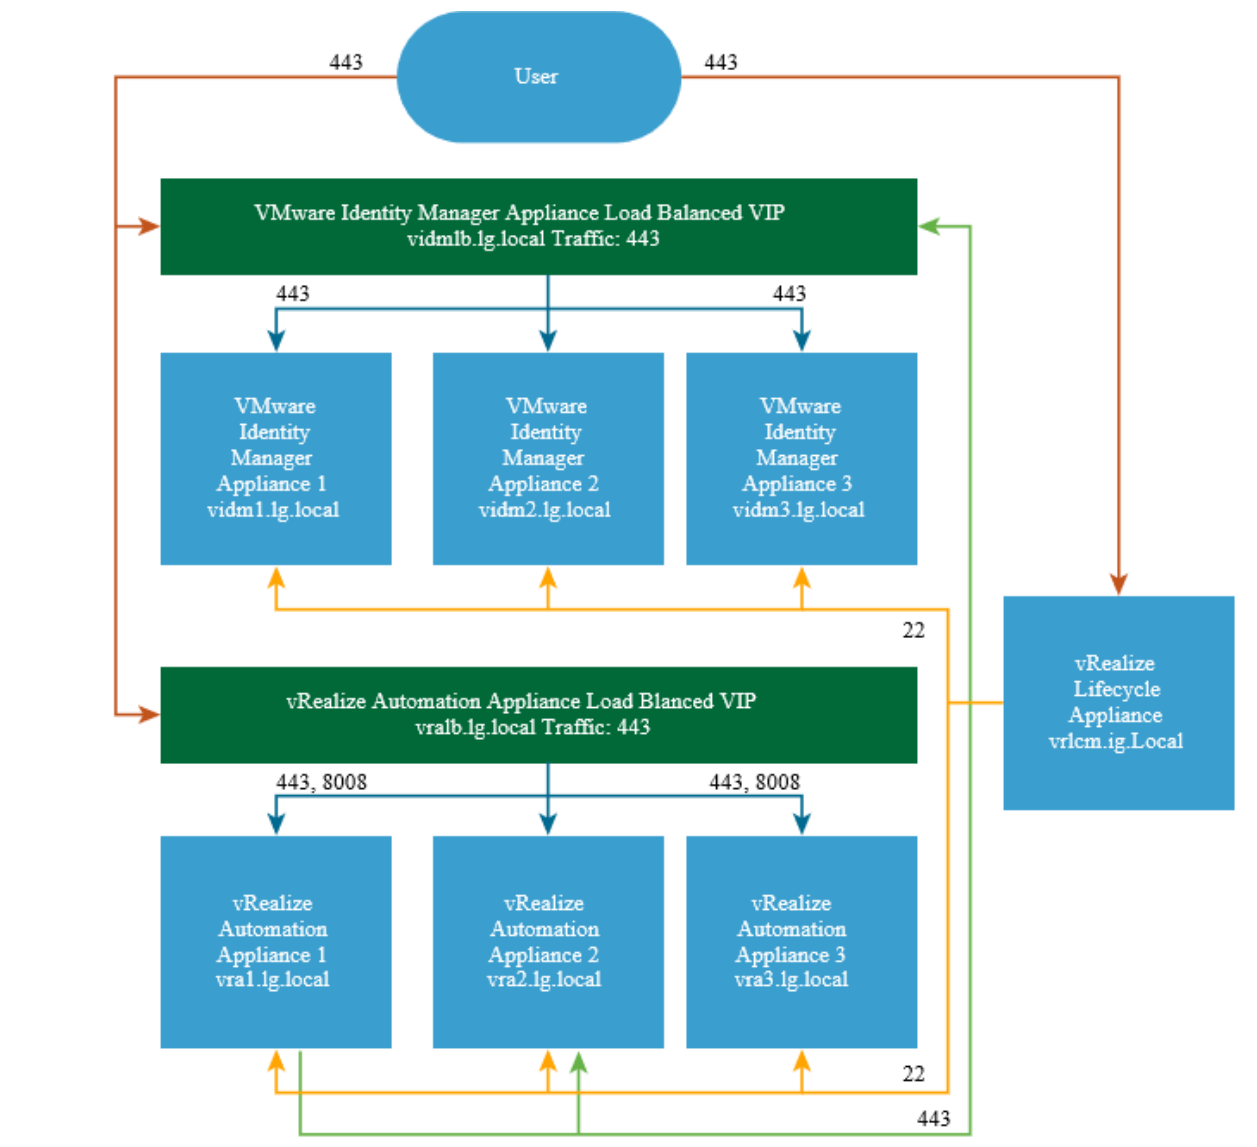 443
443
User
VMware Identity Manager Appliance Load Balanced VIP
vidmlb.lg.local Traffic: 443
443
443
VMware
Identity
Manager
Appliance 1
vidm1.lg.local
VMware
Identity
Manager
Appliance 2
vidm2.lg.local
VMware
Identity
Manager
Appliance 3
vidm3.lg.local
22
vRealize
Lifecycle
Appliance
vrlcm.ig.Local
vRealize Automation Appliance Load Blanced VIP
vralb.lg.local Traffic: 443
443, 8008
443, 8008
vRealize
Automation
Appliance 1
vra1.lg.local
vRealize
Automation
Appliance 2
vra2.lg.local
vRealize
Automation
Appliance 3
vra3.lg.local
22
443